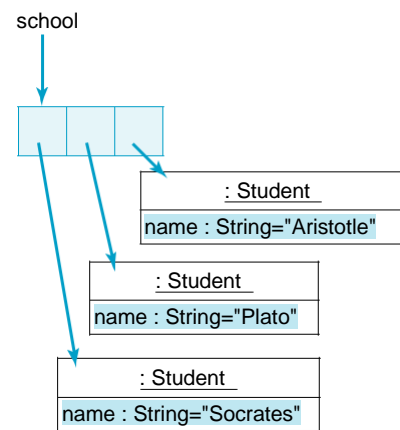 school
: Student
name : String="Aristotle"
: Student
name : String="Plato"
: Student
name : String="Socrates"